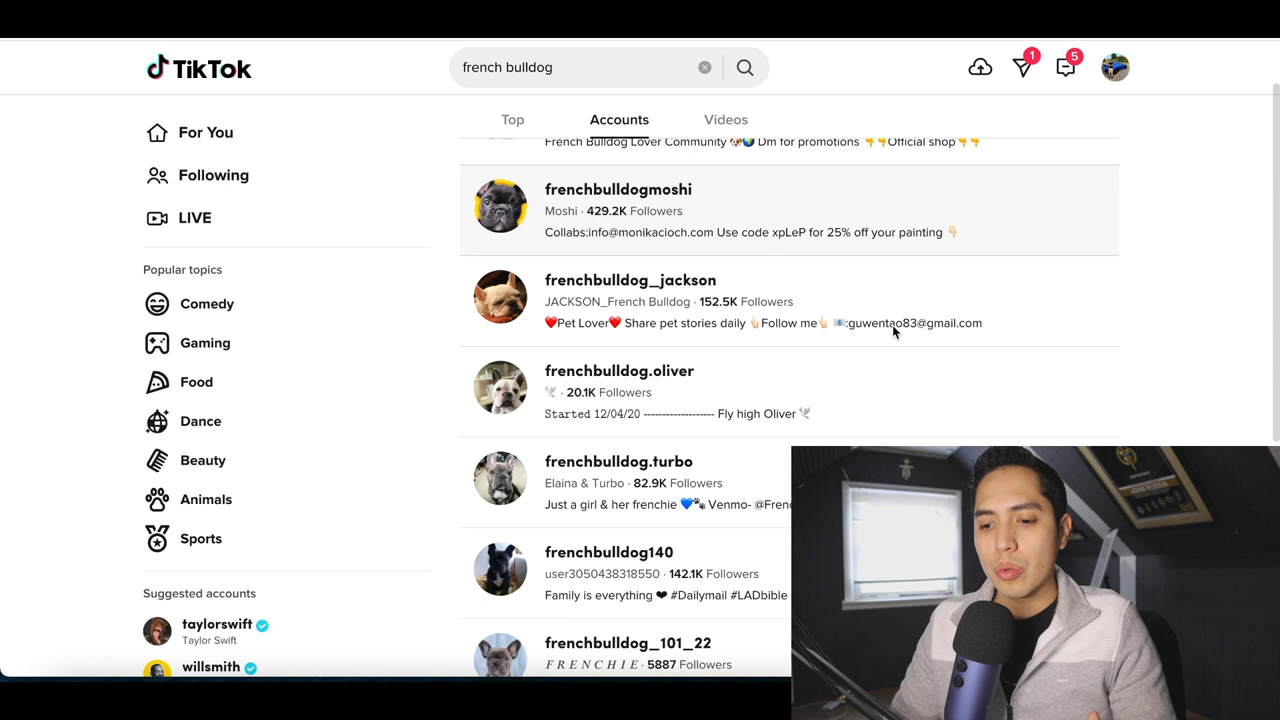 TikTok
french bulldog
1
5
Top
Accounts
Videos
For You
Following
LIVE
Popular topics
Comedy
Gaming
Food
Dance
Beauty
Animals
Sports
Suggested accounts
taylorswift
Taylor Swift
willsmith
French Bulldog Lover Community 🐶🌍 Dm for promotions 👇👇Official shop👇👇
frenchbulldogmoshi
Moshi · 429.2K Followers
Collabs:info@monikacioch.com Use code xpLeP for 25% off your painting 👇🏻
frenchbulldog_jackson
JACKSON_French Bulldog · 152.5K Followers
❤️Pet Lover❤️ Share pet stories daily 👆🏻Follow me👆🏻 📧:guwentao83@gmail.com
frenchbulldog.oliver
🕊 · 20.1K Followers
Started 12/04/20 ------------------- Fly high Oliver 🕊
frenchbulldog.turbo
Elaina & Turbo · 82.9K Followers
Just a girl & her frenchie 💙🐾 Venmo- @Frenc
frenchbulldog140
user3050438318550 · 142.1K Followers
Family is everything ❤ #Dailymail #LADbible
frenchbulldog_101_22
F R E N C H I E · 5887 Followers